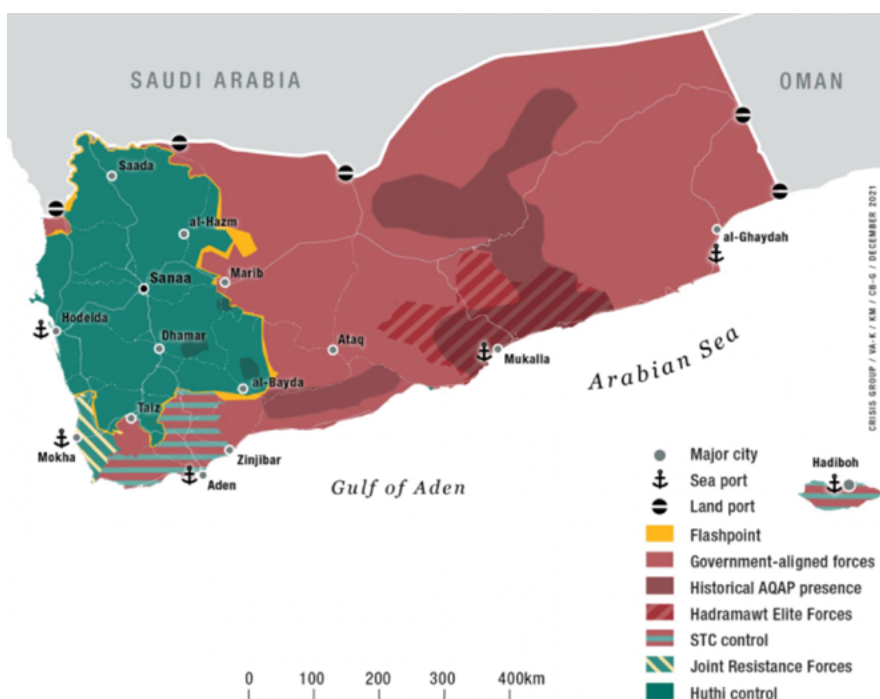 SAUDI ARABIA
OMAN
Saada
al-Hazm
al-Ghaydah
Sanaa
Marib
Hodeida
Dhamar
Ataq
Mukalla
Arabian Sea
al-Bayda
Taiz
Mokha
Zinjibar
Aden
Gulf of Aden
CRISIS GROUP / VA-K / KM / CB-G / DECEMBER 2021
Hadiboh
Major city
Sea port
Land port
Flashpoint
Government-aligned forces
Historical AQAP presence
Hadramawt Elite Forces
STC control
Joint Resistance Forces
Huthi control
0 100 200 300 400km